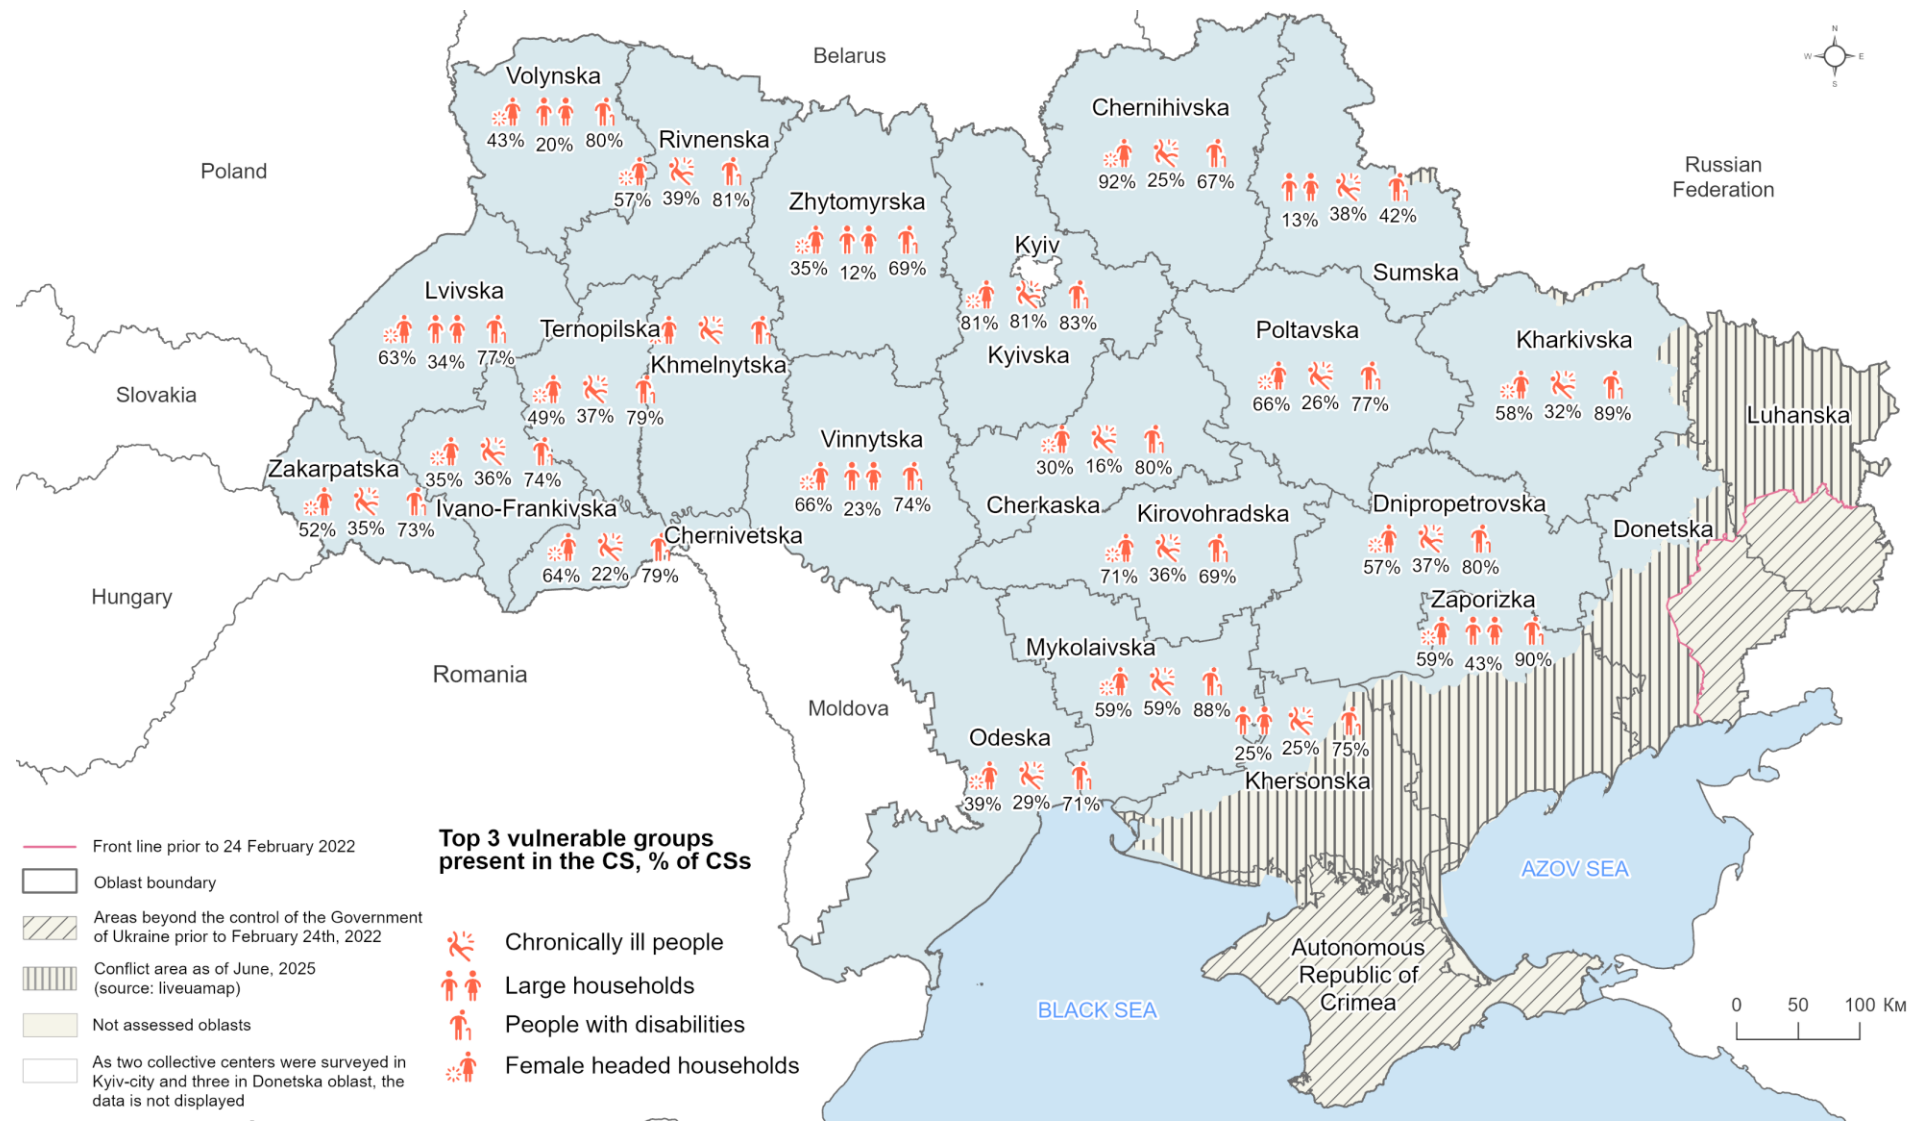 Belarus
N
W
E
S
Volynska
43% 20% 80%
Rivnenska
57% 39% 81%
Poland
Zhytomyrska
35% 12% 69%
Chernihivska
92% 25% 67%
13% 38% 42%
Sumska
Russian
Federation
Kyiv
81% 81% 83%
Kyivska
Lvivska
63% 34% 77%
Ternopilska
49% 37% 79%
Khmelnytska
Poltavska
66% 26% 77%
Kharkivska
58% 32% 89%
Luhanska
Slovakia
Zakarpatska
52% 35% 73%
35% 36% 74%
Ivano-Frankivska
Vinnytska
66% 23% 74%
30% 16% 80%
Cherkaska
Kirovohradska
71% 36% 69%
Dnipropetrovska
57% 37% 80%
Donetska
Chernivetska
64% 22% 79%
Hungary
Zaporizka
59% 43% 90%
Romania
Moldova
Mykolaivska
59% 59% 88%
25% 25% 75%
Khersonska
Odeska
39% 29% 71%
AZOV SEA
BLACK SEA
Autonomous
Republic of
Crimea
Front line prior to 24 February 2022
Oblast boundary
Areas beyond the control of the Government
of Ukraine prior to February 24th, 2022
Conflict area as of June, 2025
(source: liveuamap)
Not assessed oblasts
As two collective centers were surveyed in
Kyiv-city and three in Donetska oblast, the
data is not displayed
Top 3 vulnerable groups
present in the CS, % of CSs
Chronically ill people
Large households
People with disabilities
Female headed households
0 50 100 Км